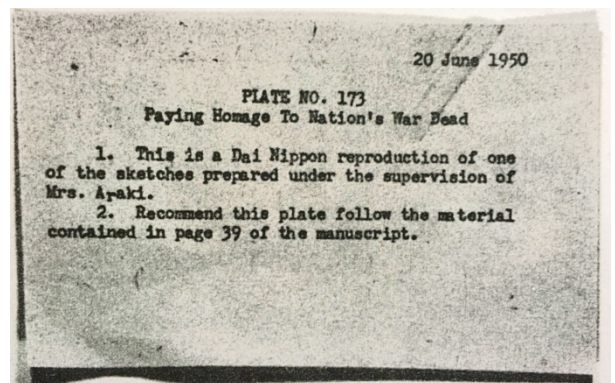 20 June 1950
PLATE NO. 173
Paying Homage To Nation's War Dead
1. This is a Dai Nippon reproduction of one
of the sketches prepared under the supervision of
Mrs. Araki.
2. Recommend this plate follow the material
contained in page 39 of the manuscript.